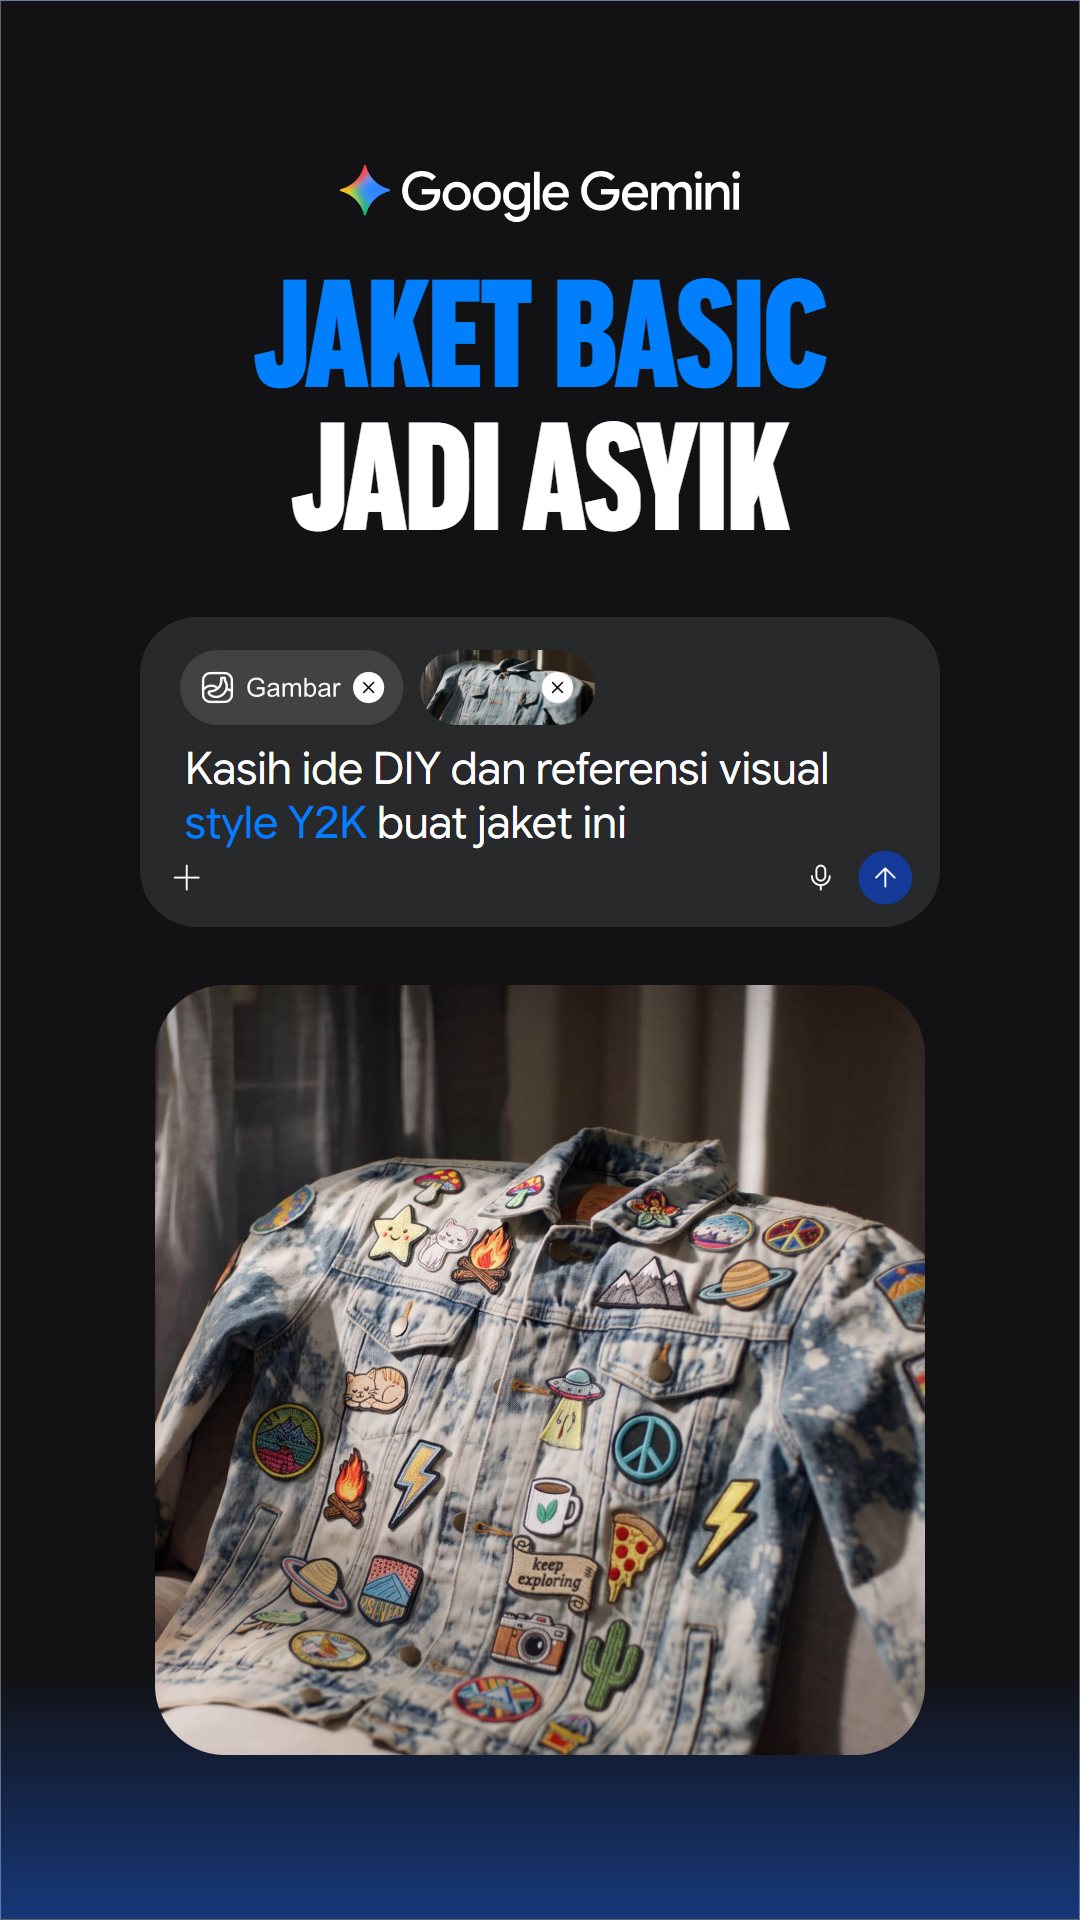 Google Gemini
JAKET BASIC
JADI ASYIK
Gambar
Kasih ide DIY dan referensi visual
style Y2K buat jaket ini
keep
exploring